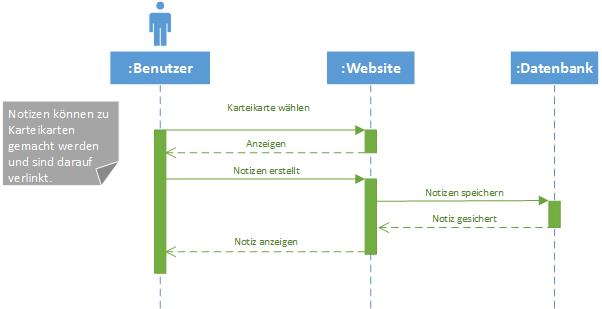 :Benutzer
:Website
:Datenbank
Notizen können zu
Karteikarten
gemacht werden
und sind darauf
verlinkt.
Karteikarte wählen
Anzeigen
Notizen erstellt
Notizen speichern
Notiz gesichert
Notiz anzeigen